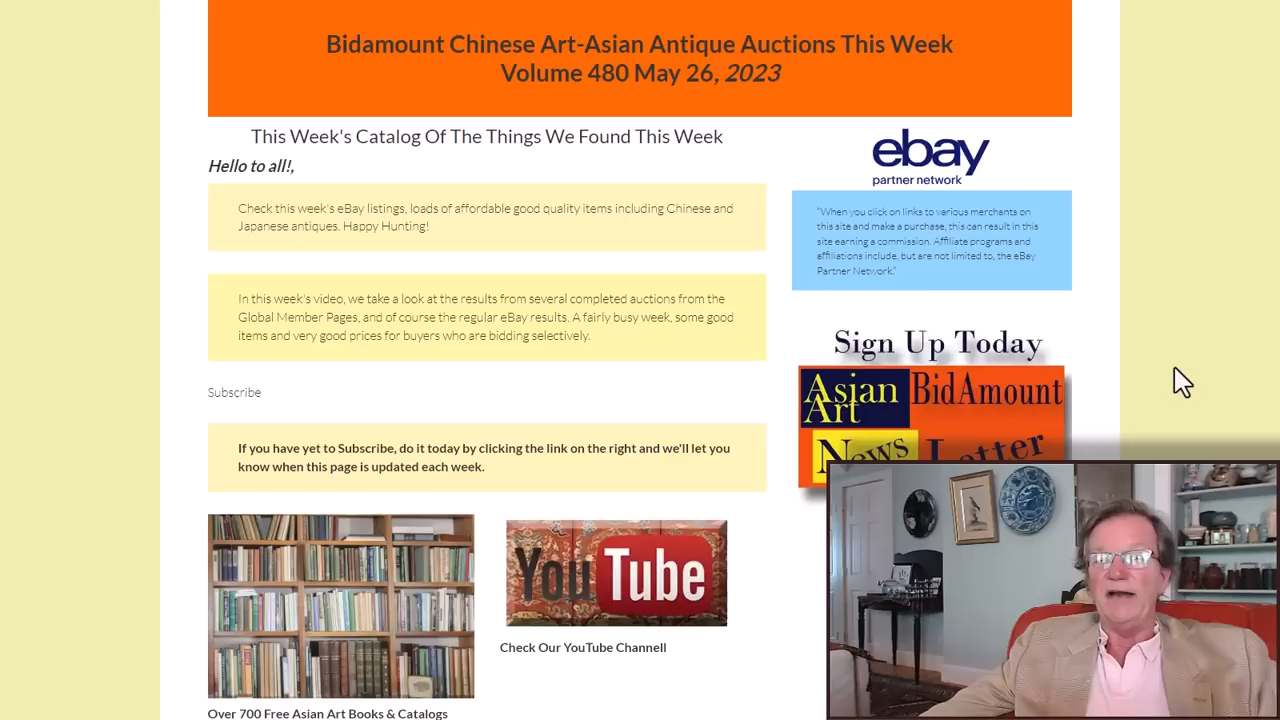 Bidamount Chinese Art-Asian Antique Auctions This Week
Volume 480 May 26, 2023
This Week's Catalog Of The Things We Found This Week
Hello to all!,
Check this week's eBay listings, loads of affordable good quality items including Chinese and
Japanese antiques. Happy Hunting!
In this week's video, we take a look at the results from several completed auctions from the
Global Member Pages, and of course the regular eBay results. A fairly busy week, some good
items and very good prices for buyers who are bidding selectively.
Subscribe
If you have yet to Subscribe, do it today by clicking the link on the right and we'll let you
know when this page is updated each week.
YouTube
Check Our YouTube Channell
Over 700 Free Asian Art Books & Catalogs
ebay
partner network
"When you click on links to various merchants on
this site and make a purchase, this can result in this
site earning a commission. Affiliate programs and
affiliations include, but are not limited to, the eBay
Partner Network."
Sign Up Today
Asian
Art
BidAmount
News Letter